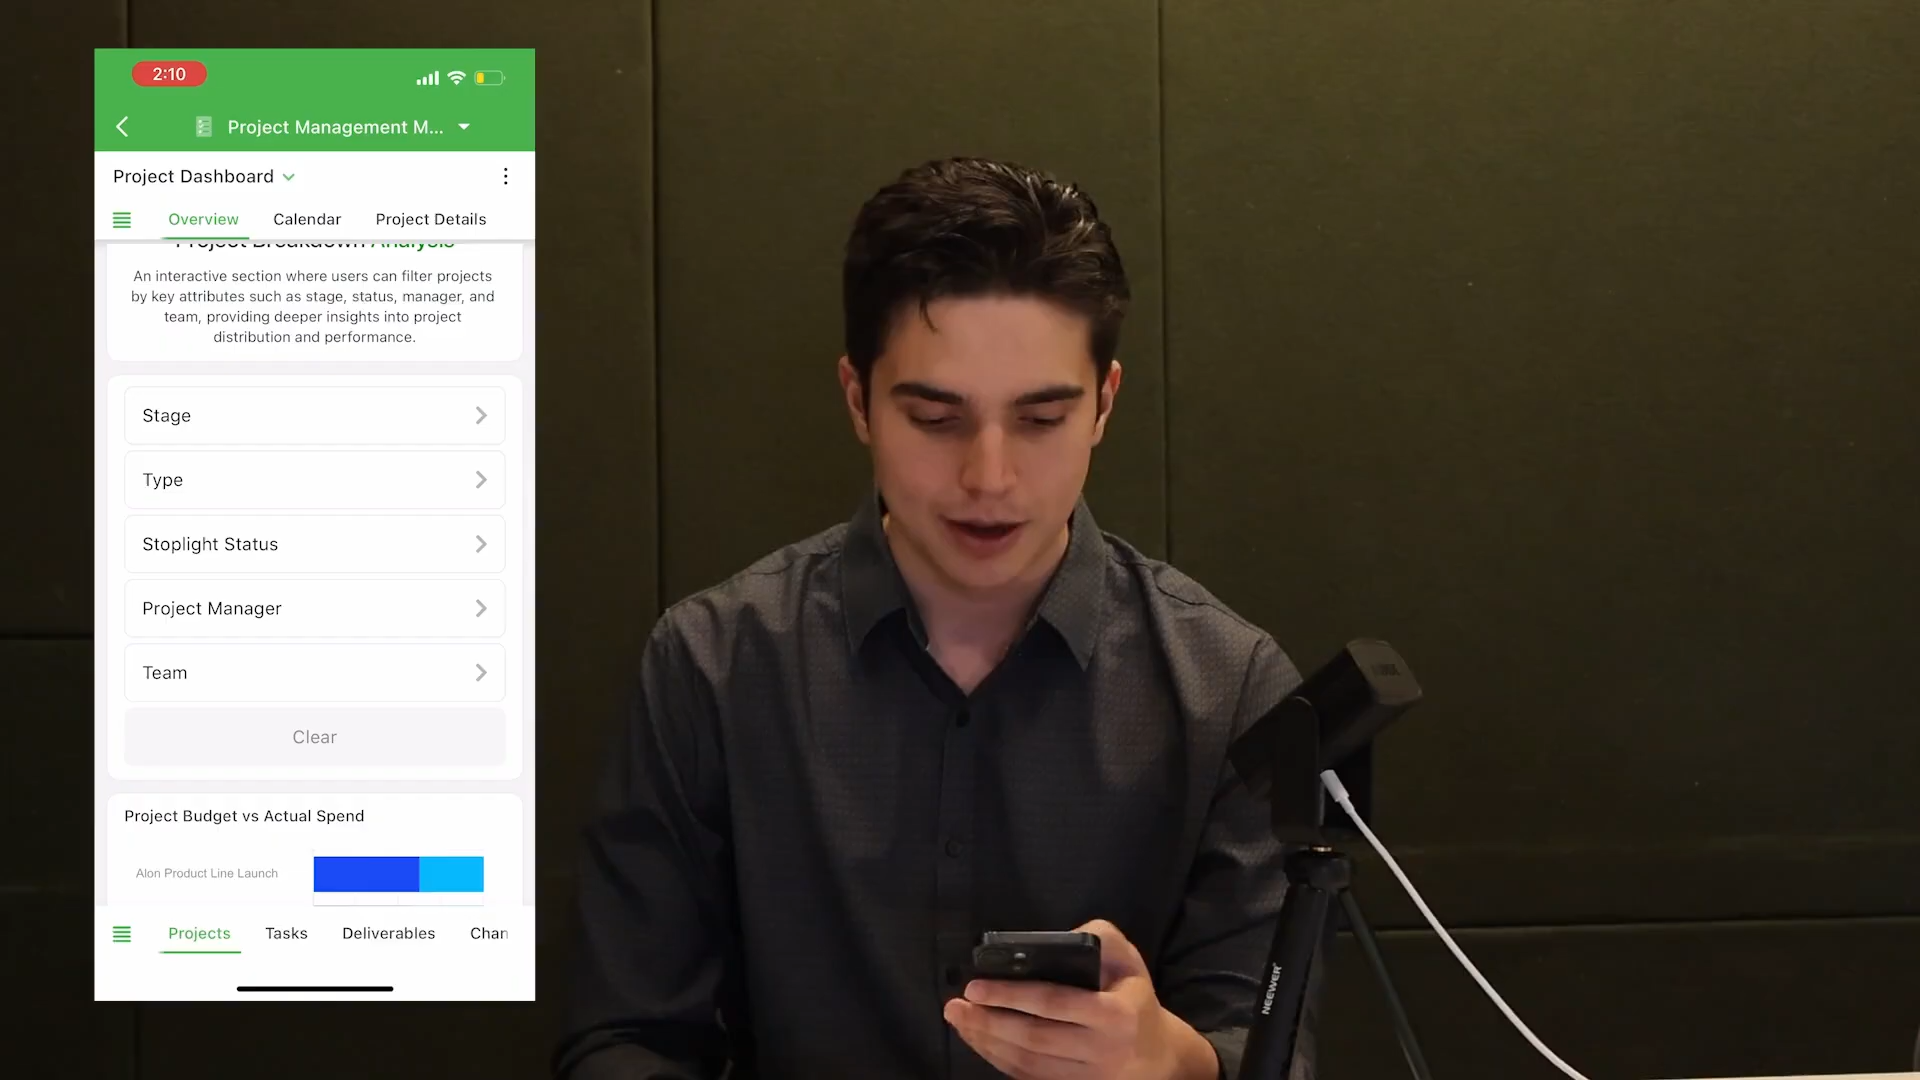 2:10
Project Management M...
Project Dashboard
Overview Calendar Project Details
Project Breakdown Analysis
An interactive section where users can filter projects
by key attributes such as stage, status, manager, and
team, providing deeper insights into project
distribution and performance.
Stage
Type
Stoplight Status
Project Manager
Team
Clear
Project Budget vs Actual Spend
Alon Product Line Launch
Projects Tasks Deliverables Chan
NEEWER